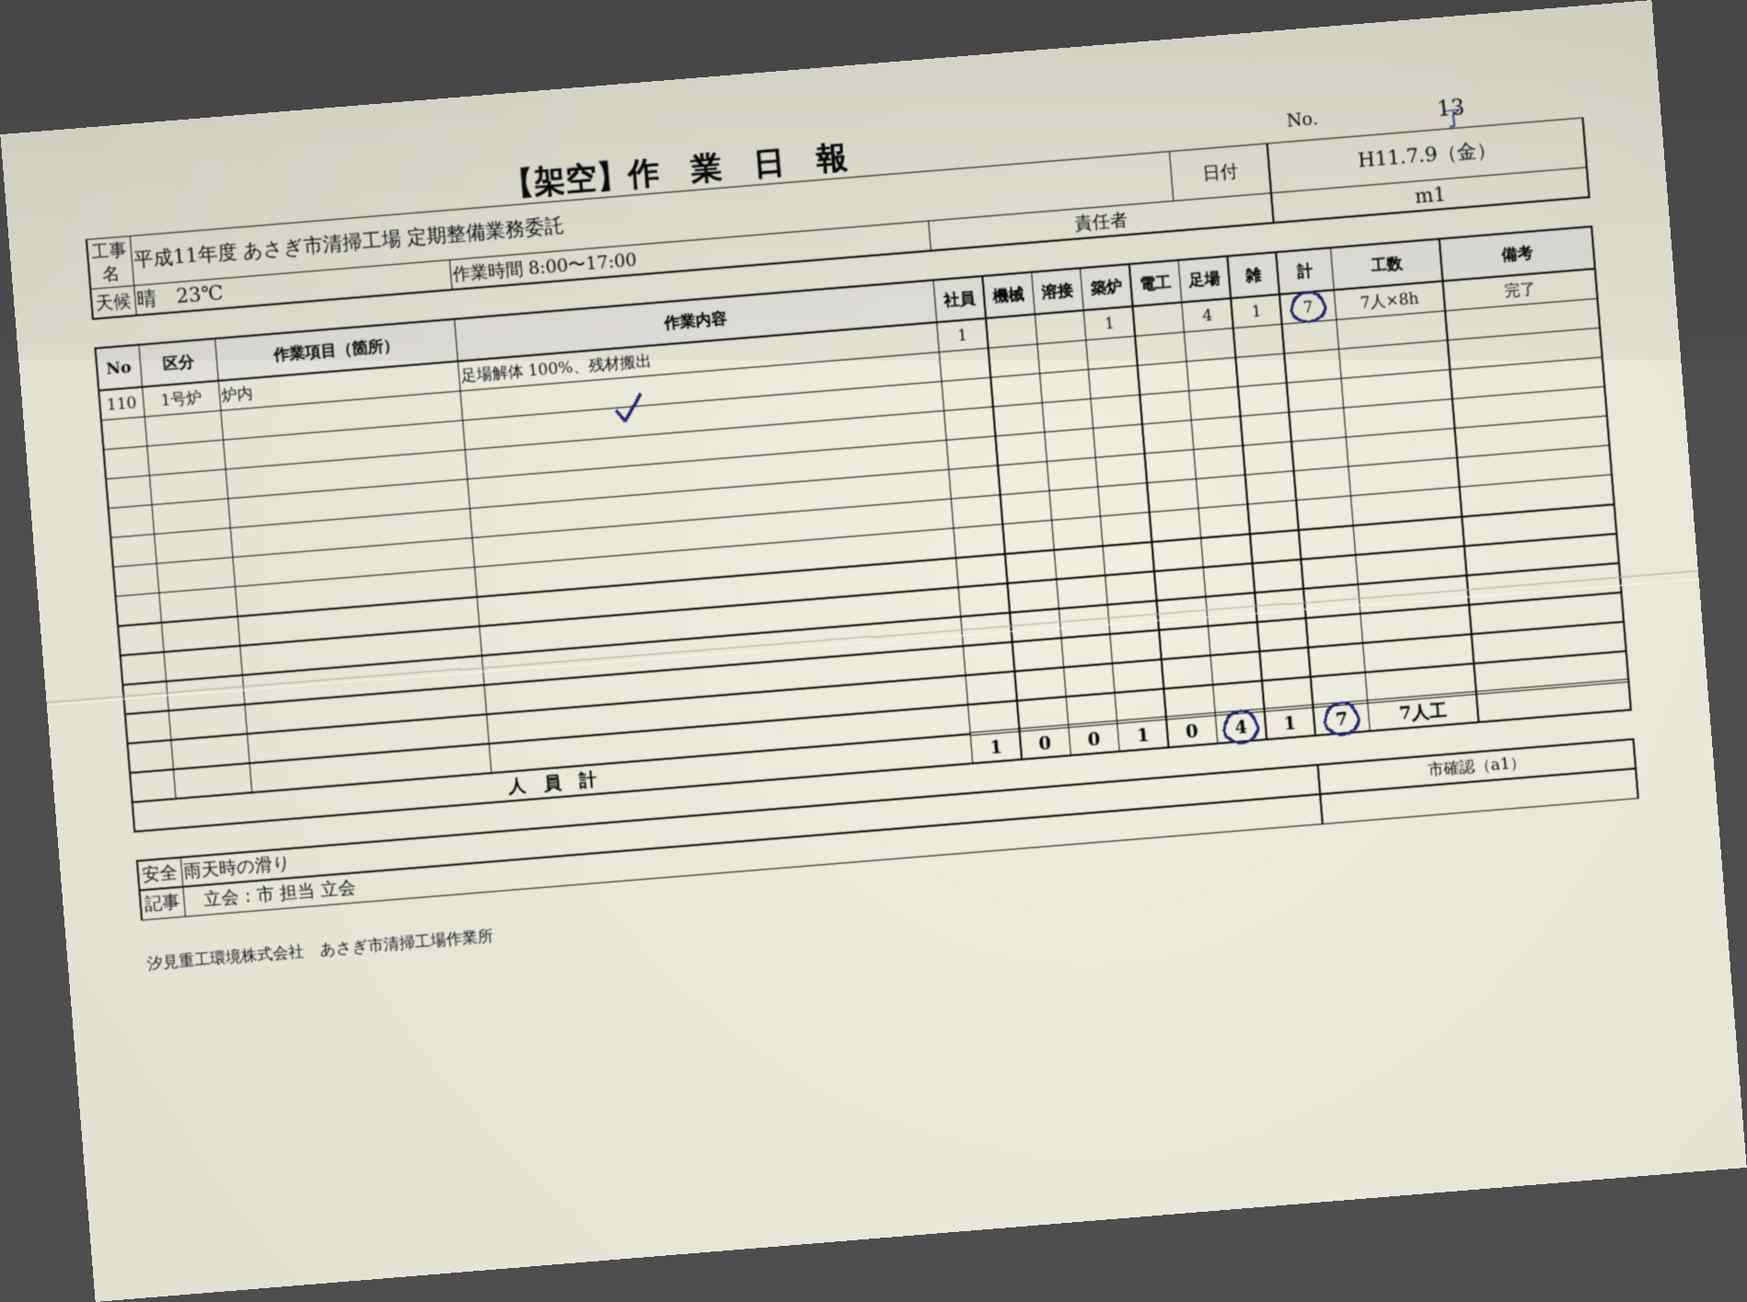 No. 13
【架空】作 業 日 報
工事名 平成11年度 あさぎ市清掃工場 定期整備業務委託 日付 H11.7.9（金）
天候 晴 23℃ 作業時間 8:00〜17:00 責任者 m1
No 区分 作業項目（箇所） 作業内容 社員 機械 溶接 築炉 電工 足場 雑 計 工数 備考
110 1号炉 炉内 足場解体 100%、残材搬出 1 1 4 1 7 7人×8h 完了
人 員 計 1 0 0 1 0 4 1 7 7人工
安全 雨天時の滑り 市確認（a1）
記事 立会：市 担当 立会
汐見重工環境株式会社 あさぎ市清掃工場作業所